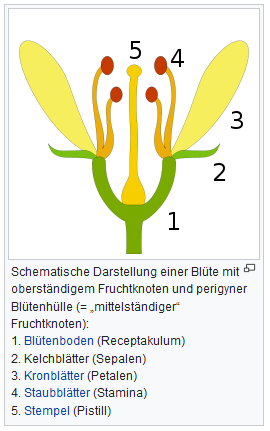 5
4
3
2
1
Schematische Darstellung einer Blüte mit
oberständigem Fruchtknoten und perigyner
Blütenhülle (= „mittelständiger“
Fruchtknoten):
1. Blütenboden (Receptakulum)
2. Kelchblätter (Sepalen)
3. Kronblätter (Petalen)
4. Staubblätter (Stamina)
5. Stempel (Pistill)